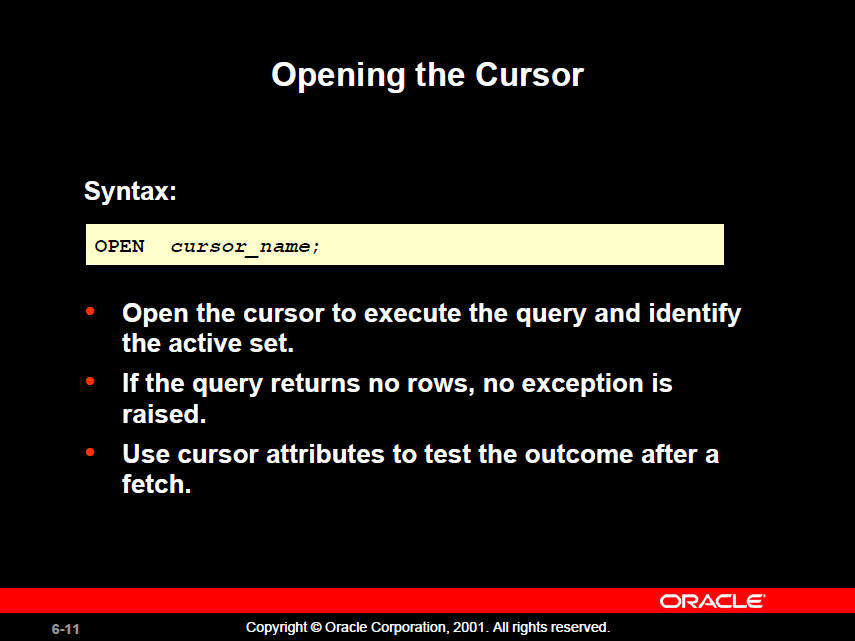 Opening the Cursor
Syntax:
OPEN cursor_name;
• Open the cursor to execute the query and identify
the active set.
• If the query returns no rows, no exception is
raised.
• Use cursor attributes to test the outcome after a
fetch.
ORACLE®
6-11 Copyright © Oracle Corporation, 2001. All rights reserved.